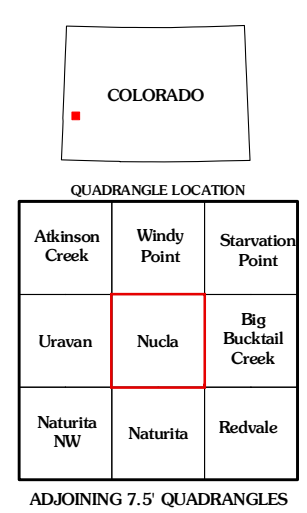 COLORADO
QUADRANGLE LOCATION
Atkinson
Creek
Windy
Point
Starvation
Point
Uravan
Nucla
Big
Bucktail
Creek
Naturita
NW
Naturita
Redvale
ADJOINING 7.5' QUADRANGLES